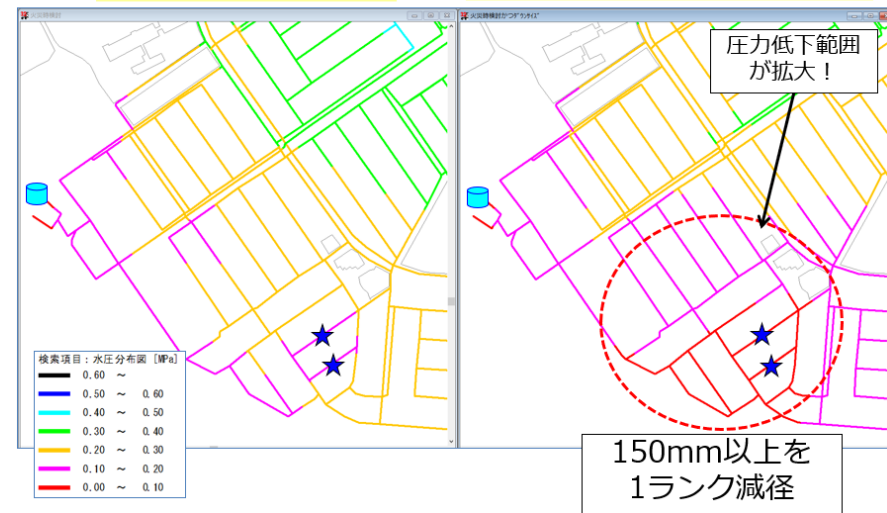 火災時検討
火災時検討かつダウンサイズ
圧力低下範囲
が拡大！
検索項目：水圧分布図 [MPa]
0.60 ～
0.50 ～ 0.60
0.40 ～ 0.50
0.30 ～ 0.40
0.20 ～ 0.30
0.10 ～ 0.20
0.00 ～ 0.10
150mm以上を
1ランク減径